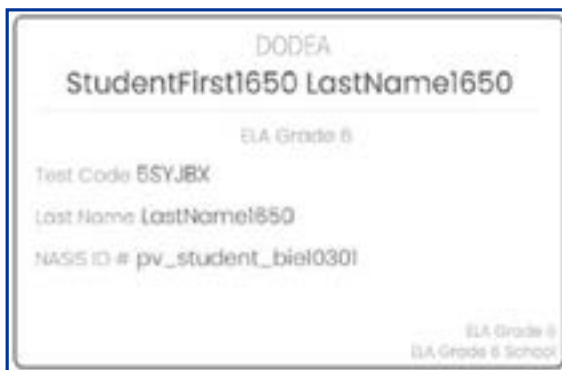 DODEA
StudentFirst1650 LastName1650
ELA Grade 6
Test Code 5SYJBX
Last Name LastName1650
NASIS ID # pv_student_bie10301
ELA Grade 6
ELA Grade 6 School